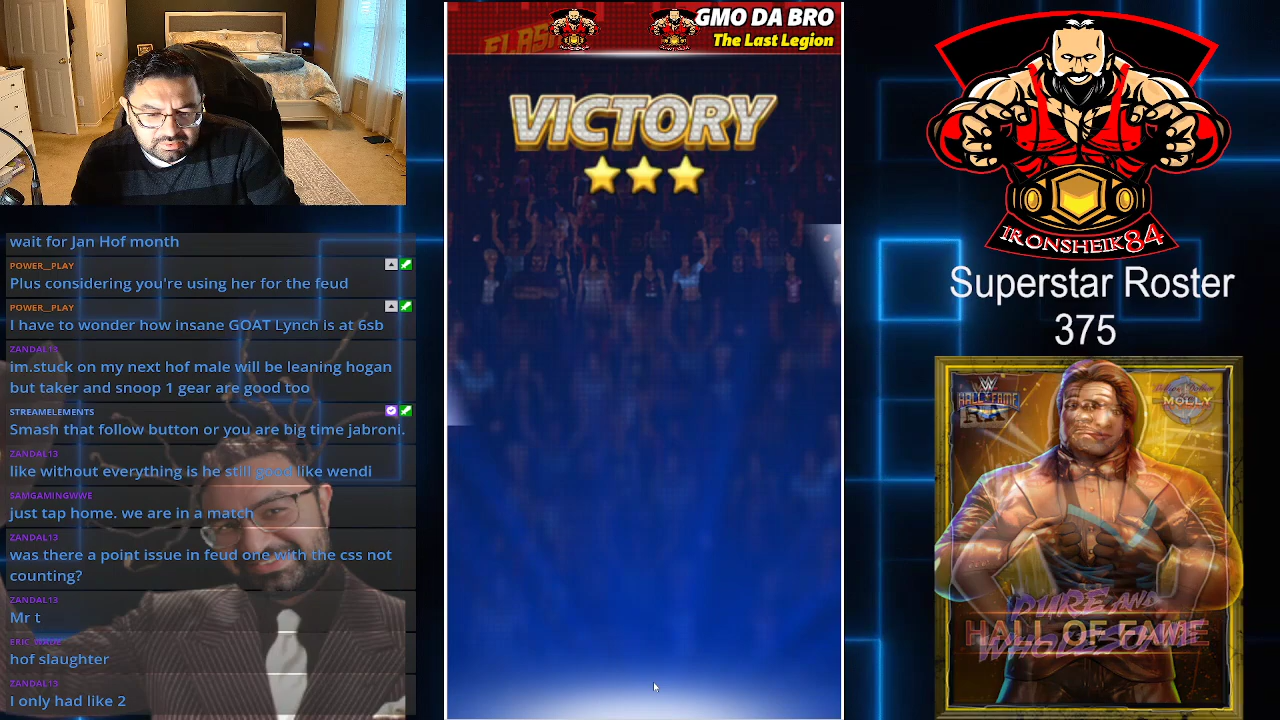 wait for Jan Hof month
POWER__PLAY
Plus considering you're using her for the feud
POWER__PLAY
I have to wonder how insane GOAT Lynch is at 6sb
ZANDAL13
im.stuck on my next hof male will be leaning hogan
but taker and snoop 1 gear are good too
STREAMELEMENTS
Smash that follow button or you are big time jabroni.
ZANDAL13
like without everything is he still good like wendi
SAMGAMINGWWE
just tap home. we are in a match
ZANDAL13
was there a point issue in feud one with the css not
counting?
ZANDAL13
Mr t
ERIC WADE
hof slaughter
ZANDAL13
I only had like 2
GMO DA BRO
The Last Legion
VICTORY
IRONSHEIK84
Superstar Roster
375
MOLLY
PURE AND
HALL OF FAME
WHOLESOME